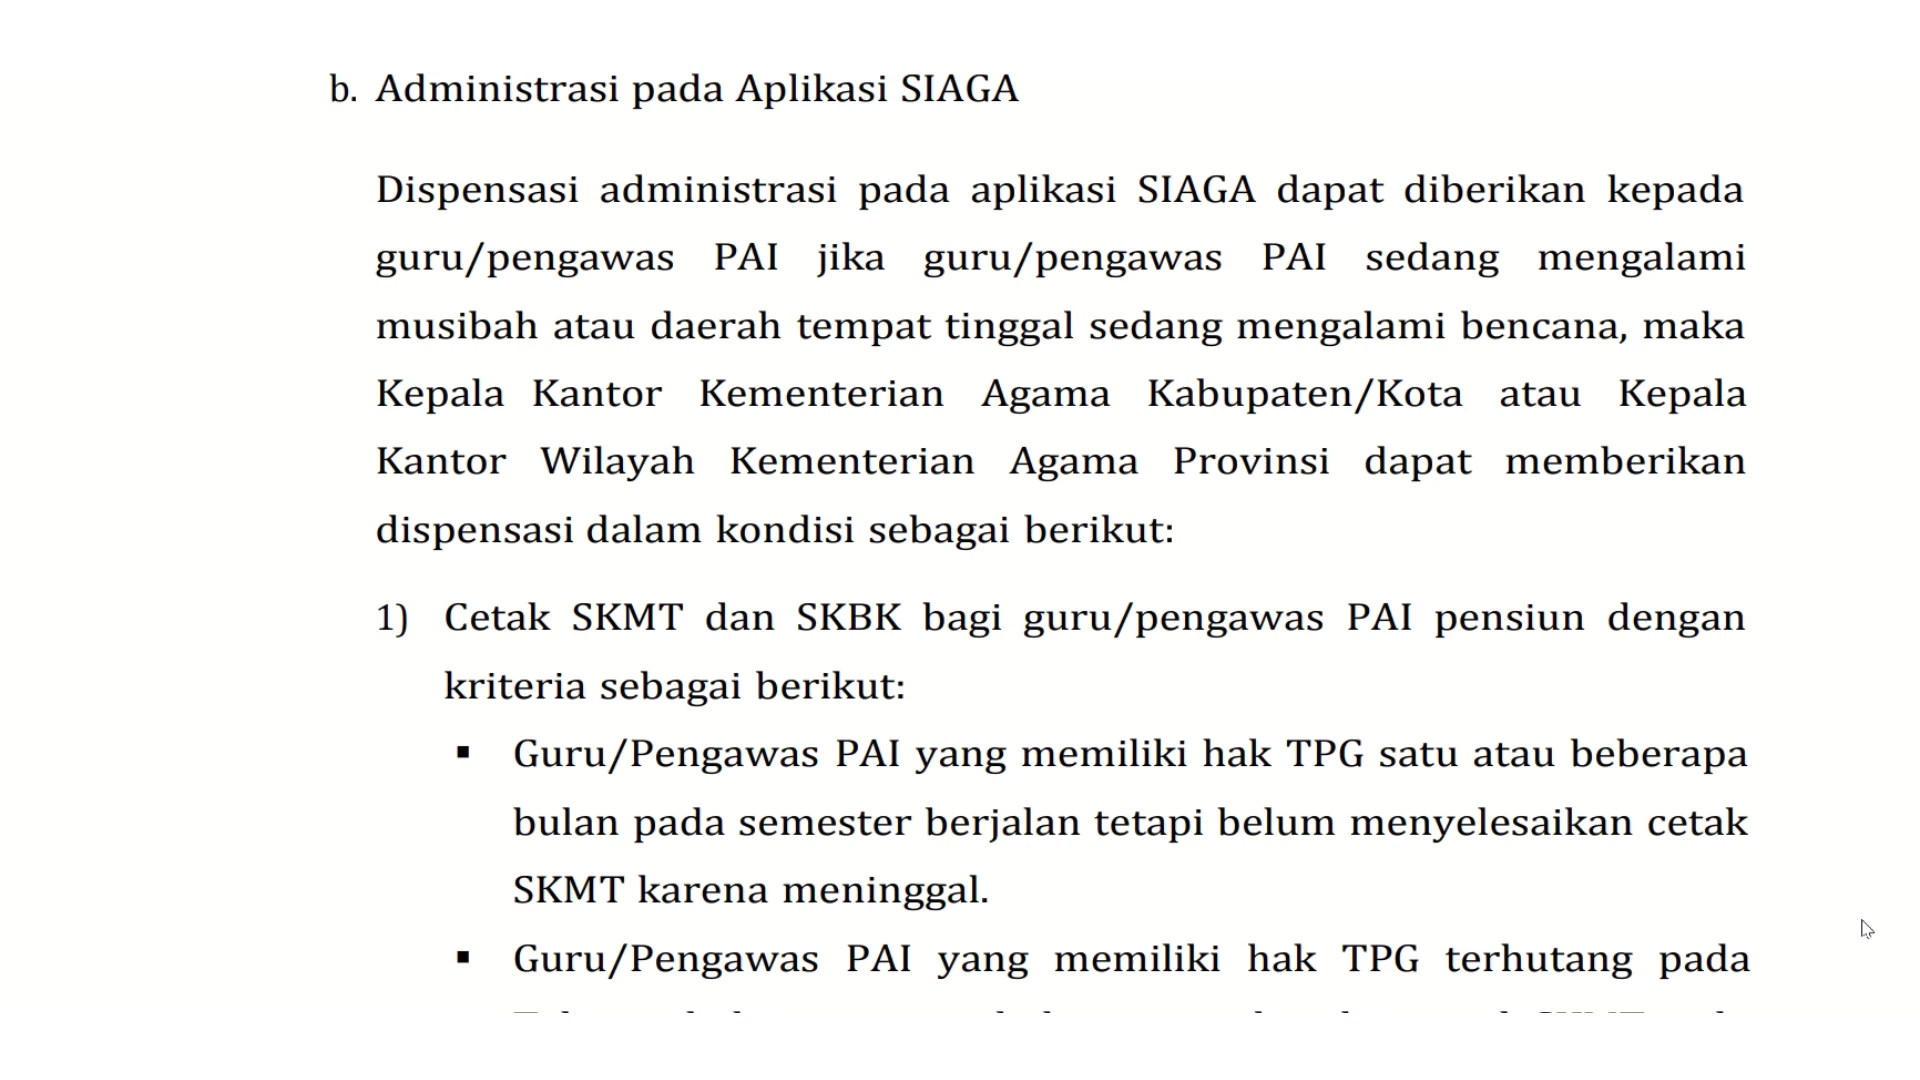 b. Administrasi pada Aplikasi SIAGA
Dispensasi administrasi pada aplikasi SIAGA dapat diberikan kepada
guru/pengawas PAI jika guru/pengawas PAI sedang mengalami
musibah atau daerah tempat tinggal sedang mengalami bencana, maka
Kepala Kantor Kementerian Agama Kabupaten/Kota atau Kepala
Kantor Wilayah Kementerian Agama Provinsi dapat memberikan
dispensasi dalam kondisi sebagai berikut:
1) Cetak SKMT dan SKBK bagi guru/pengawas PAI pensiun dengan
kriteria sebagai berikut:
▪ Guru/Pengawas PAI yang memiliki hak TPG satu atau beberapa
bulan pada semester berjalan tetapi belum menyelesaikan cetak
SKMT karena meninggal.
▪ Guru/Pengawas PAI yang memiliki hak TPG terhutang pada